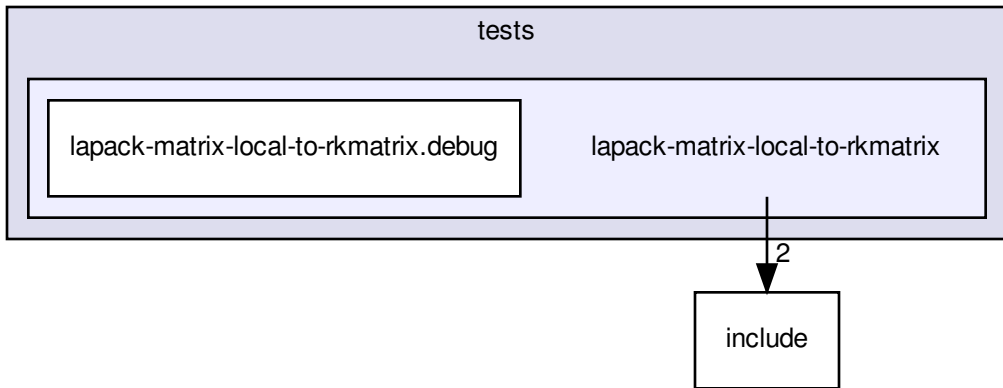 tests
lapack-matrix-local-to-rkmatrix.debug
lapack-matrix-local-to-rkmatrix
2
include